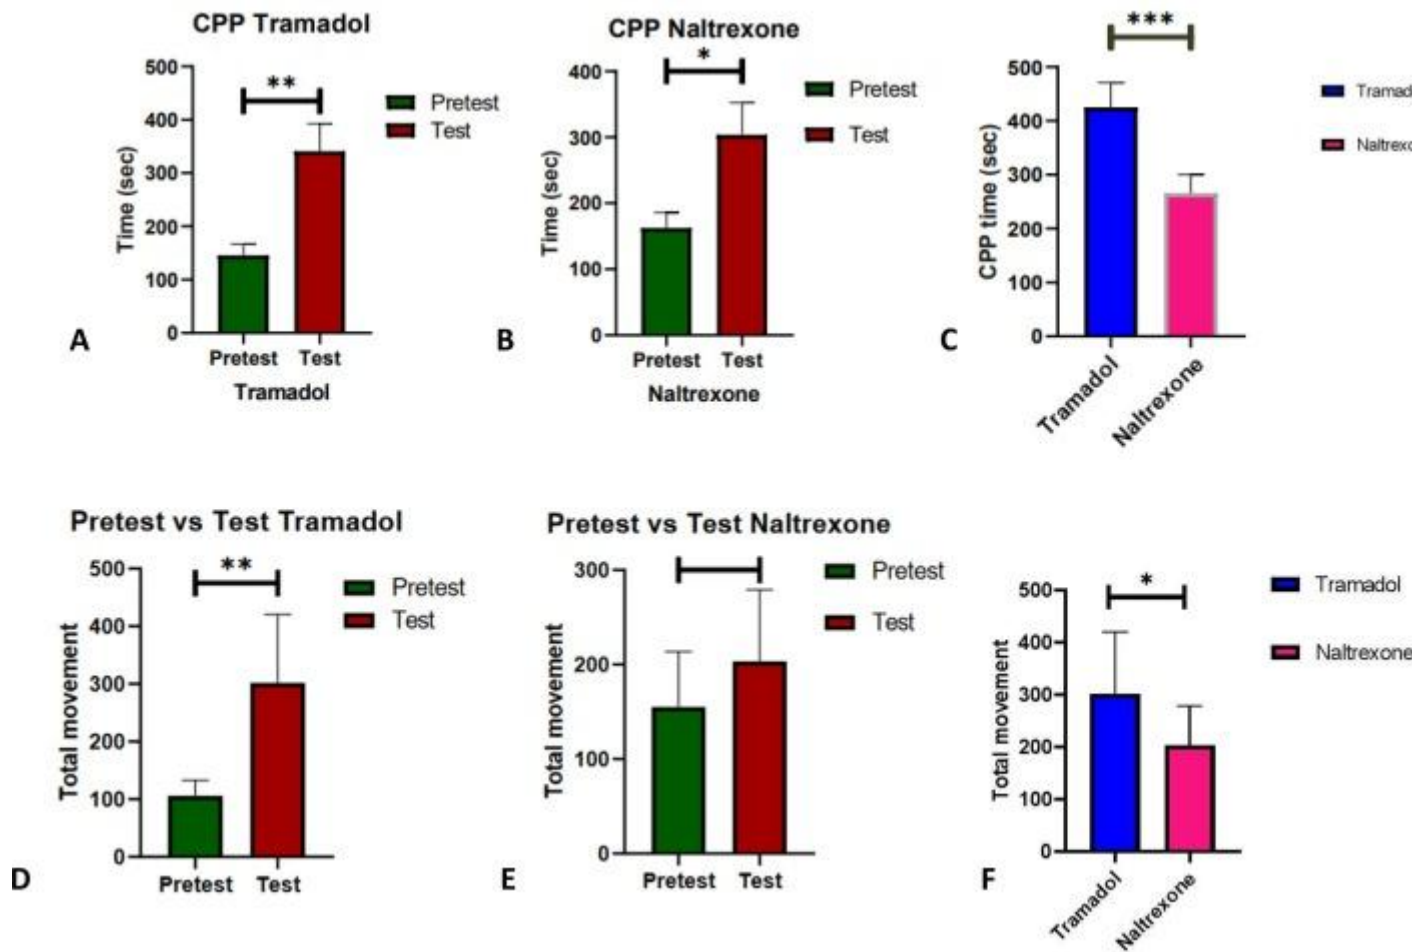 CPP Tramadol
**
500
400
300
200
100
0
Time (sec)
Pretest
Test
Pretest Test
Tramadol
A
CPP Naltrexone
*
400
300
200
100
0
Time (sec)
Pretest
Test
Pretest Test
Naltrexone
B
***
500
400
300
200
100
0
CPP time (sec)
Tramad
Naltrexo
Tramadol
Naltrexone
C
Pretest vs Test Tramadol
**
500
400
300
200
100
0
Total movement
Pretest
Test
Pretest Test
D
Pretest vs Test Naltrexone
300
200
100
0
Total movement
Pretest
Test
Pretest Test
E
*
500
400
300
200
100
0
Total movement
Tramadol
Naltrexone
Tramadol
Naltrexone
F